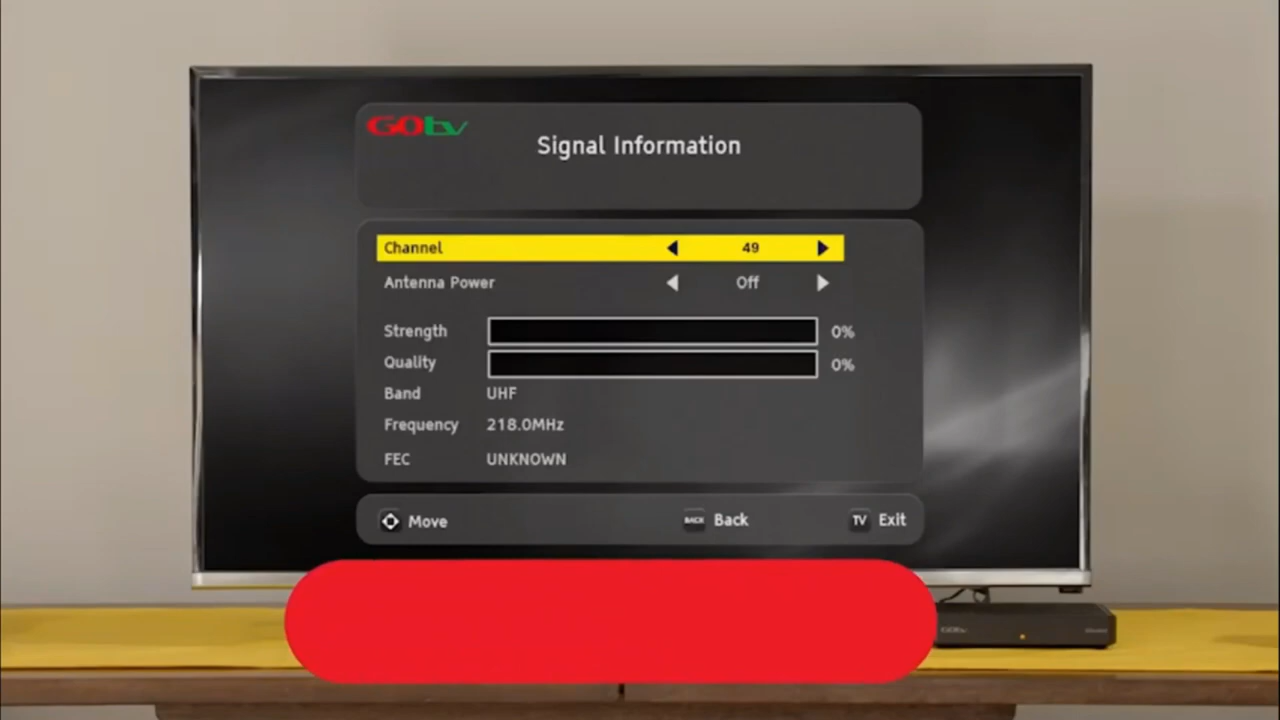 GOtv
Signal Information
Channel 49
Antenna Power Off
Strength 0%
Quality 0%
Band UHF
Frequency 218.0MHz
FEC UNKNOWN
Move BACK Back TV Exit
GOtv